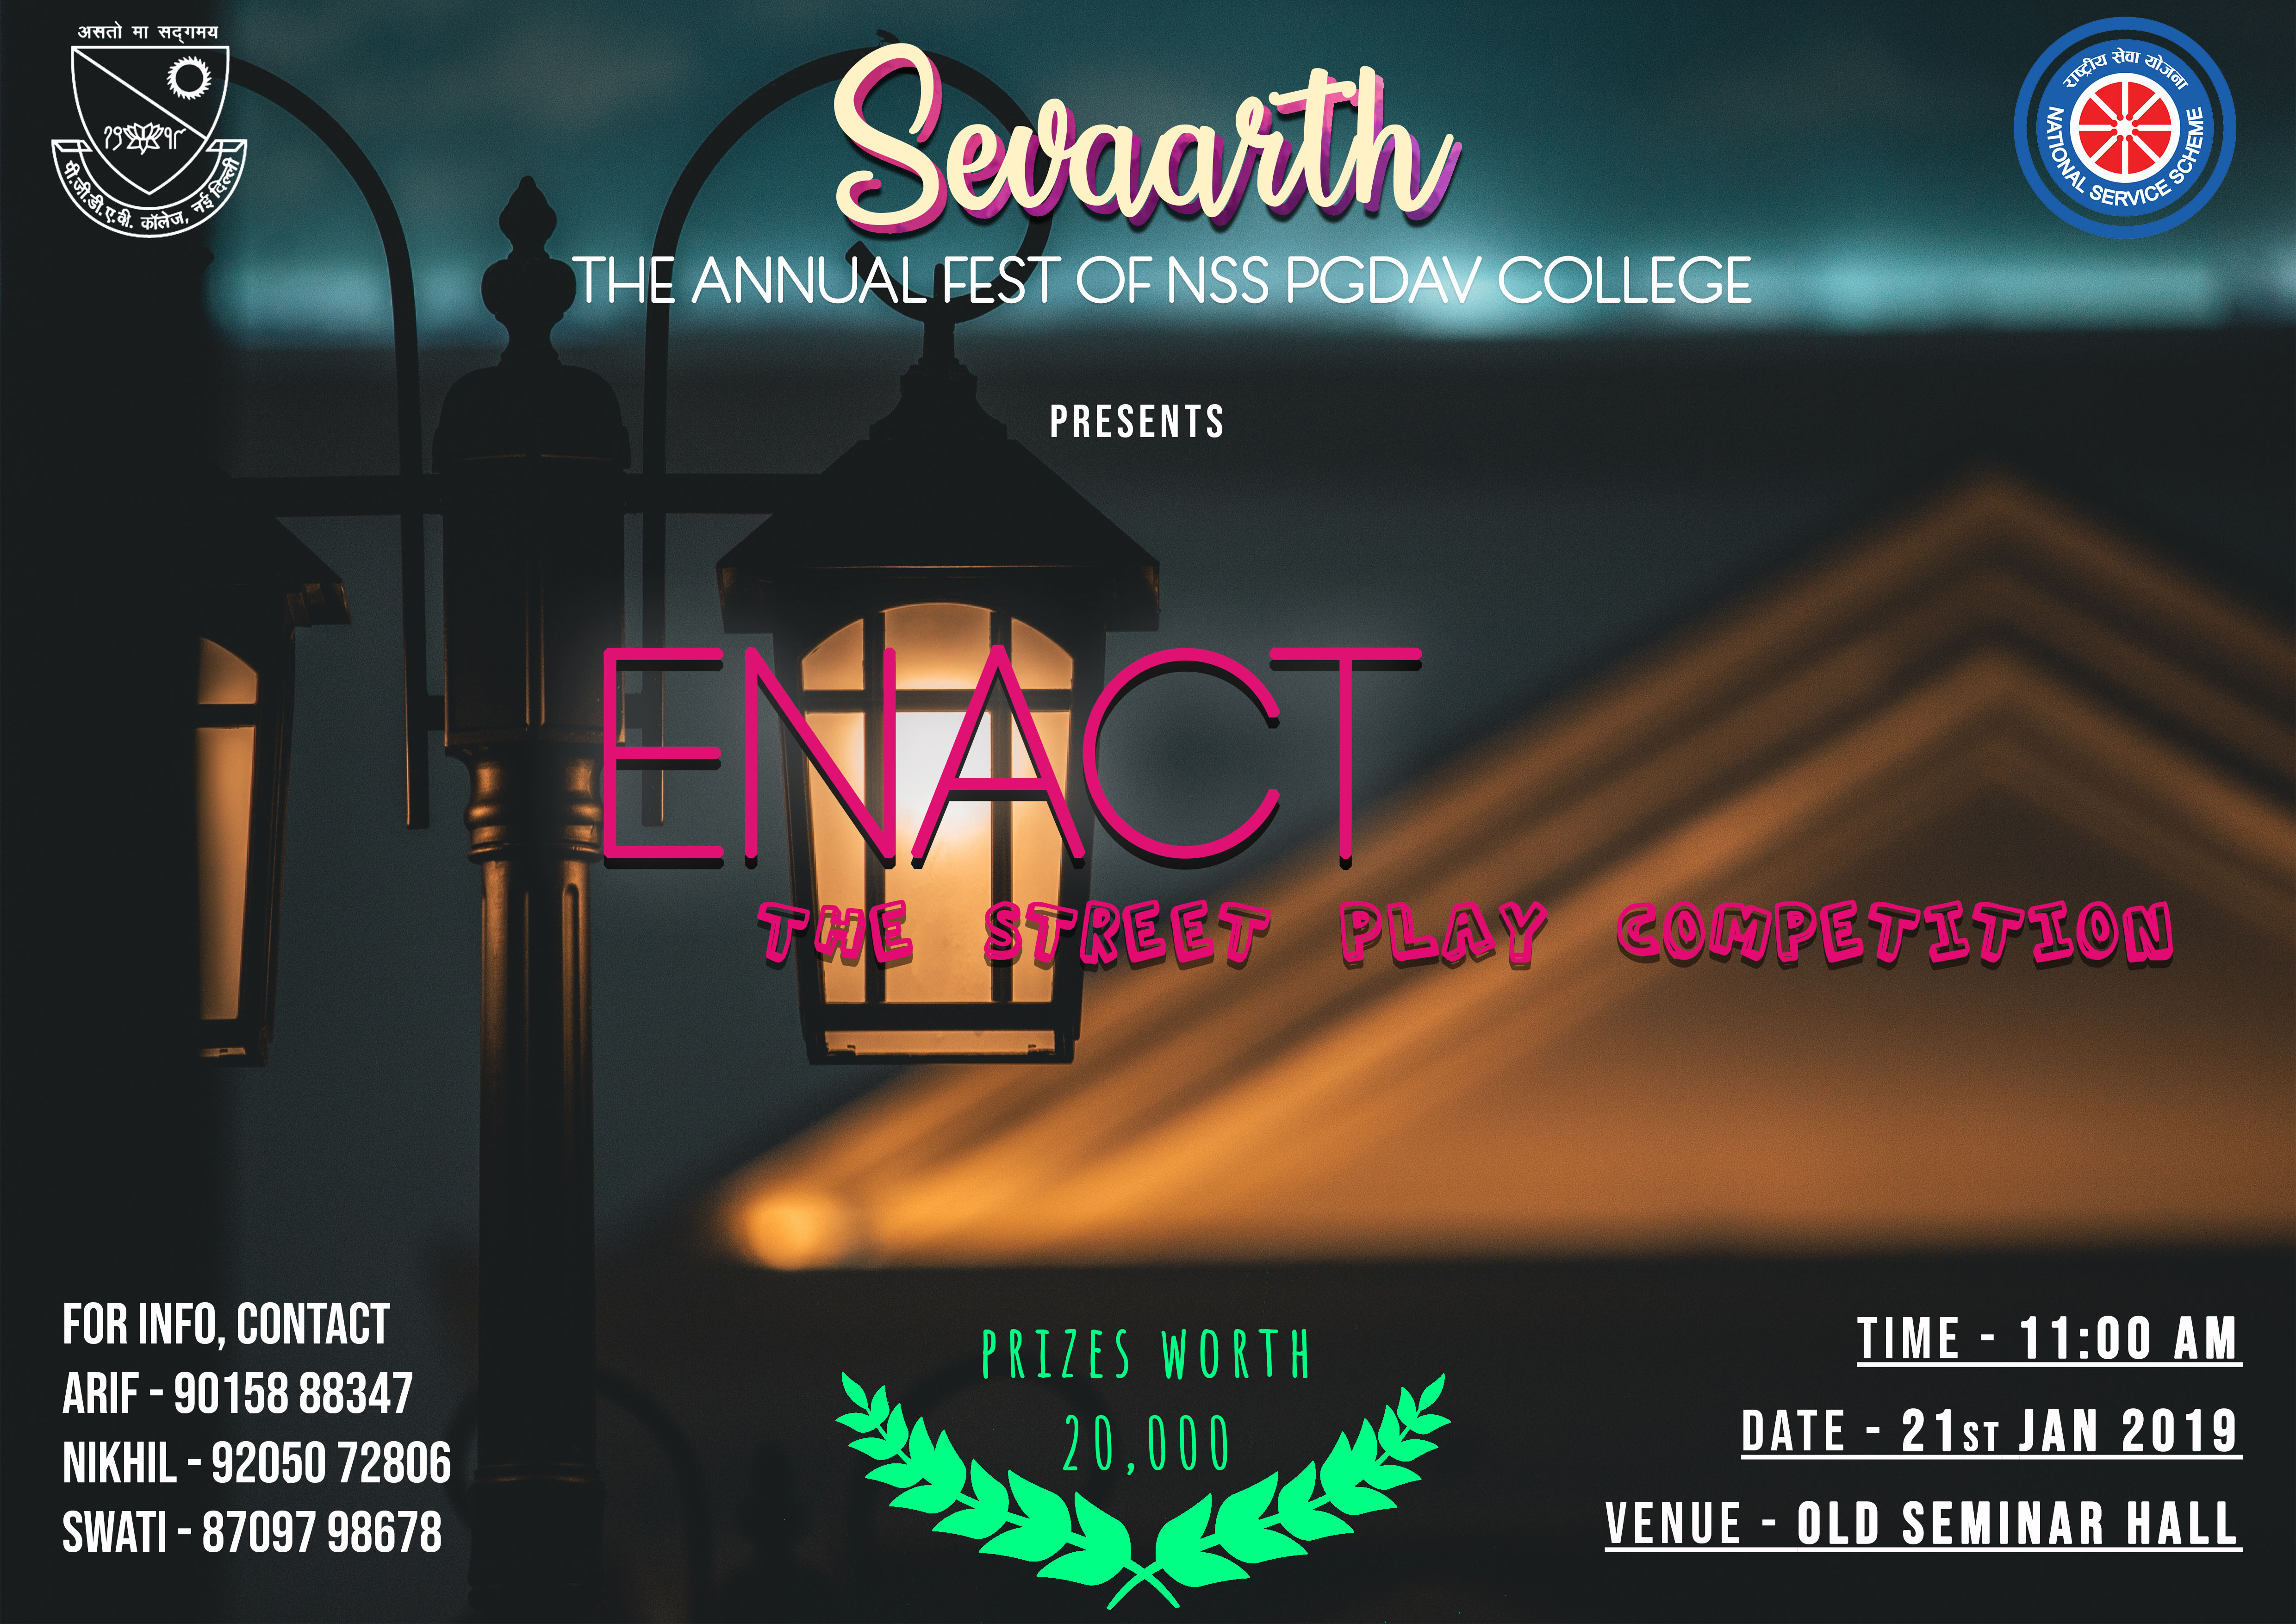 असतो मा सद्गमय
१९ ५८
पी.जी.डी.ए.वी. कॉलेज, नई दिल्ली
Sevaarth
THE ANNUAL FEST OF NSS PGDAV COLLEGE
राष्ट्रीय सेवा योजना
NATIONAL SERVICE SCHEME
PRESENTS
ENACT
THE STREET PLAY COMPETITION
FOR INFO, CONTACT
ARIF - 90158 88347
NIKHIL - 92050 72806
SWATI - 87097 98678
PRIZES WORTH
20,000
TIME - 11:00 AM
DATE - 21ST JAN 2019
VENUE - OLD SEMINAR HALL